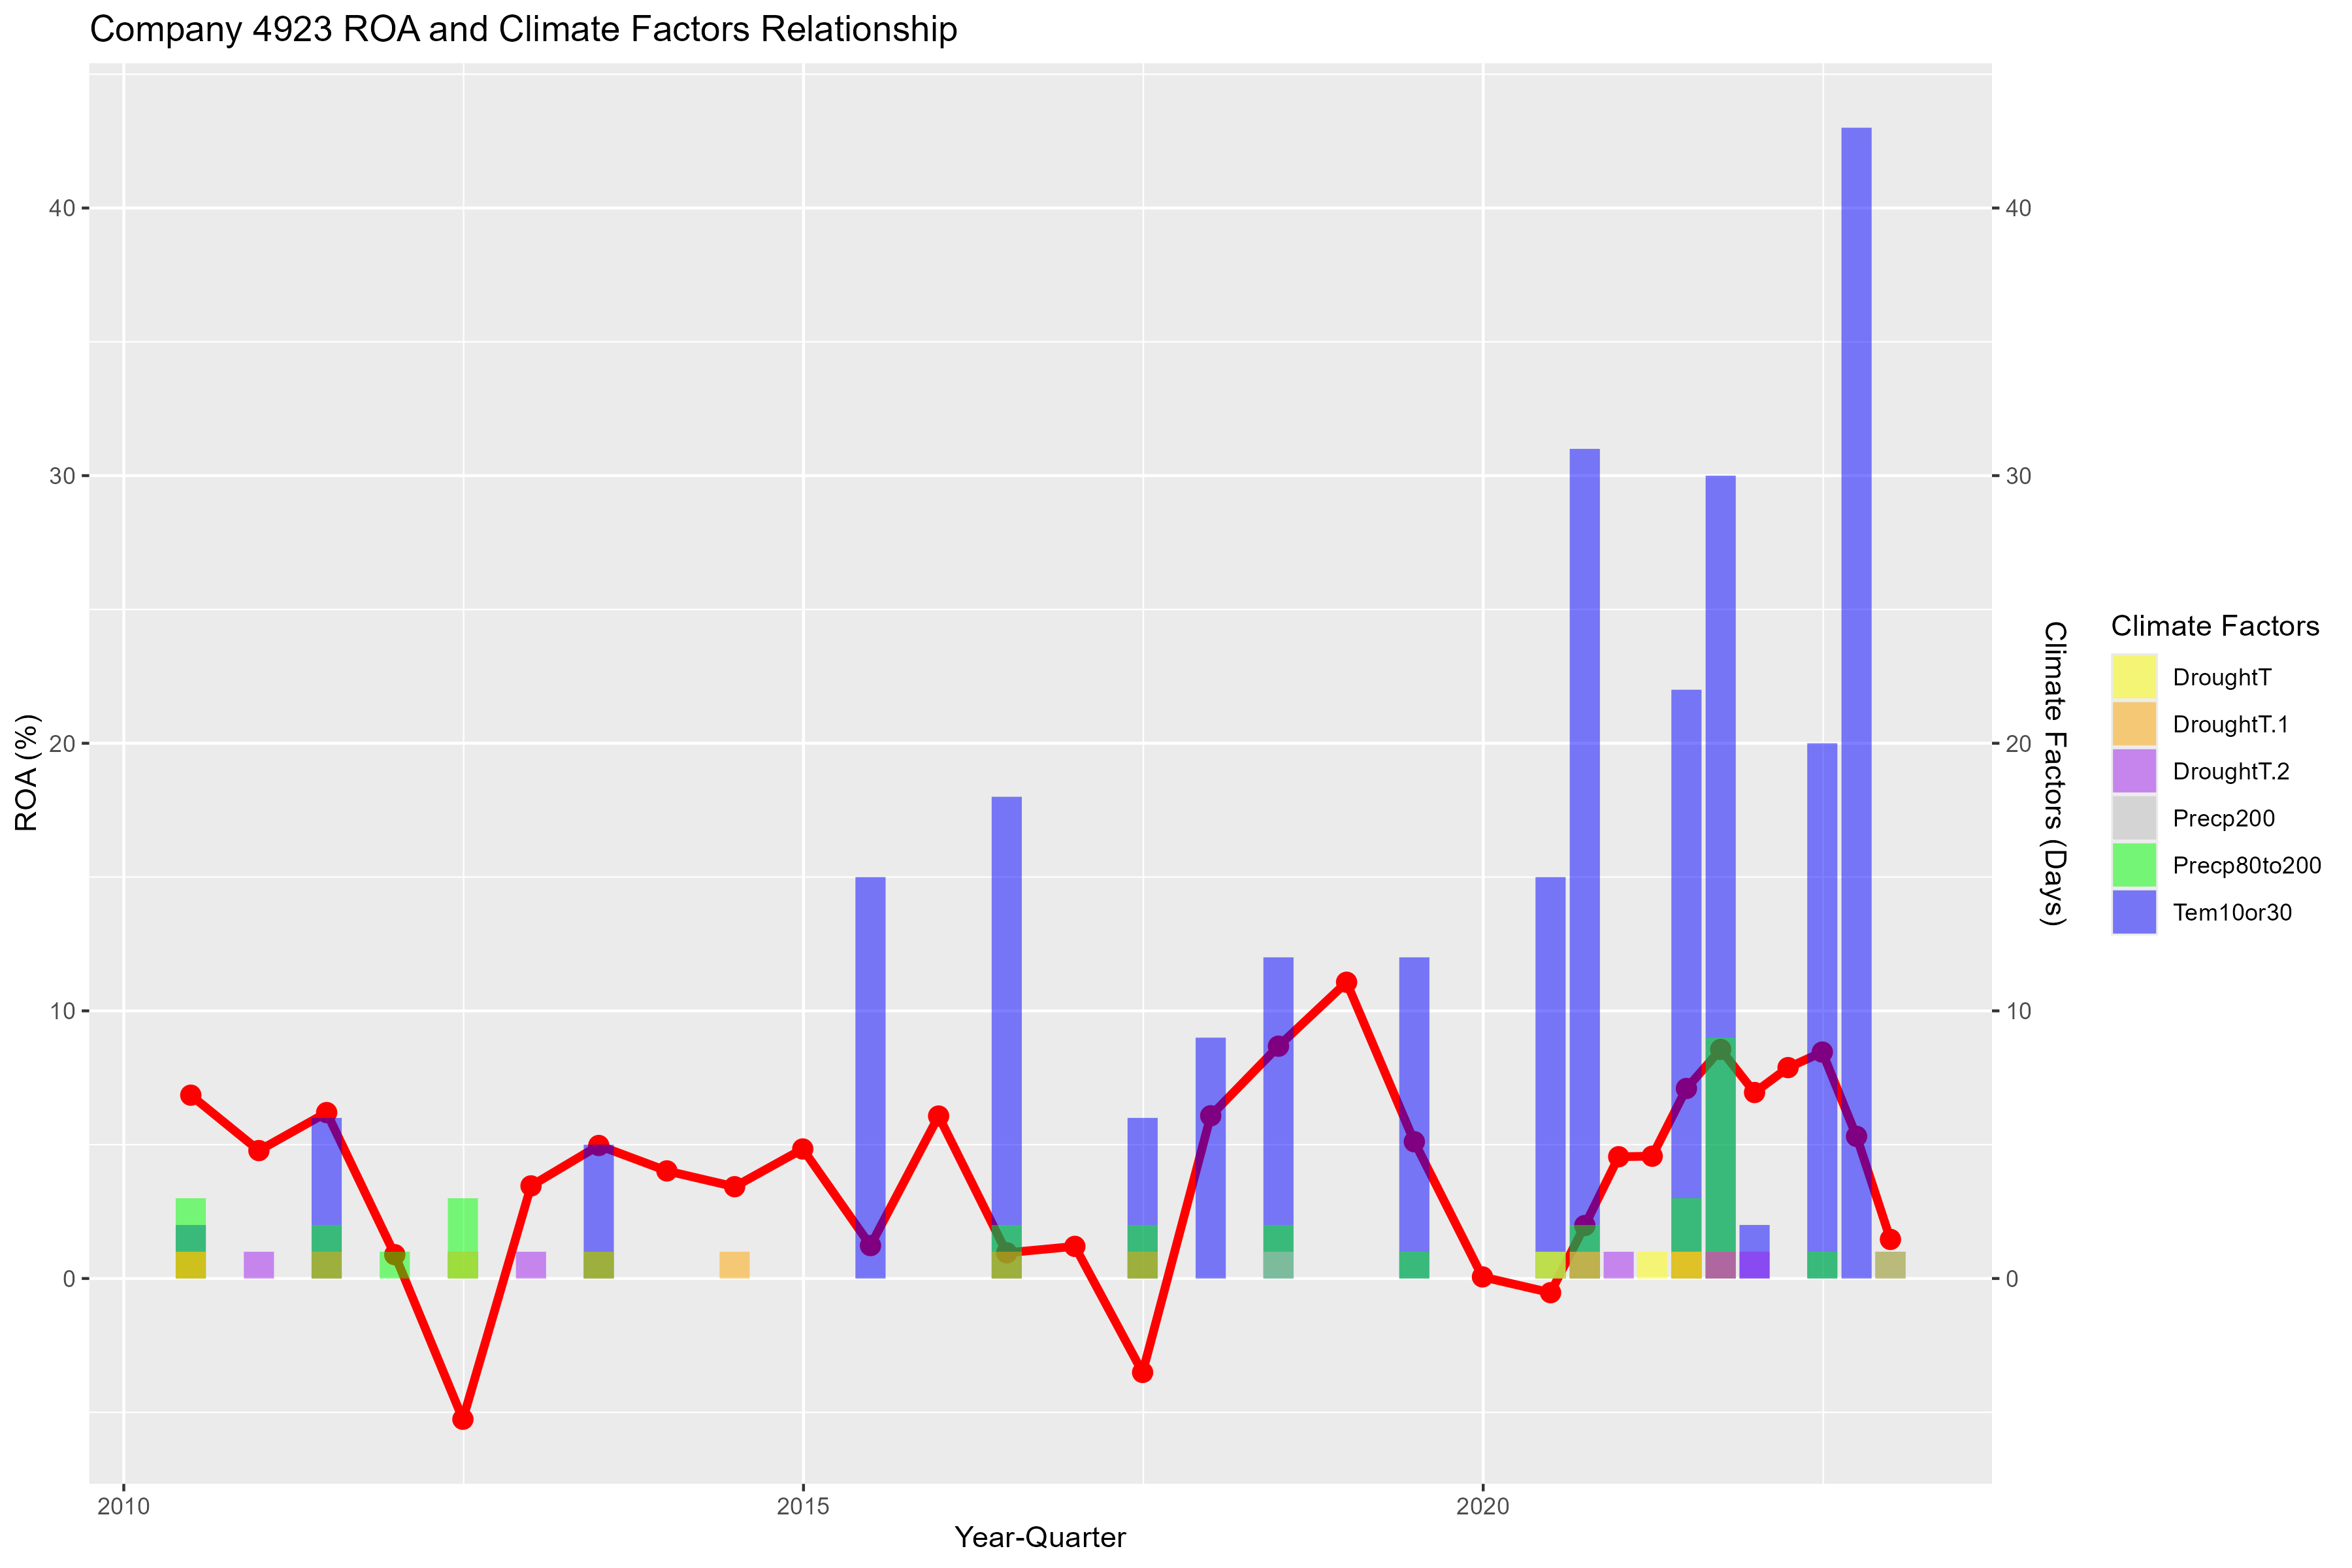 Company 4923 ROA and Climate Factors Relationship
40
30
20
10
0
ROA (%)
40
30
20
10
0
Climate Factors (Days)
2010
2015
2020
Year-Quarter
Climate Factors
DroughtT
DroughtT.1
DroughtT.2
Precp200
Precp80to200
Tem10or30